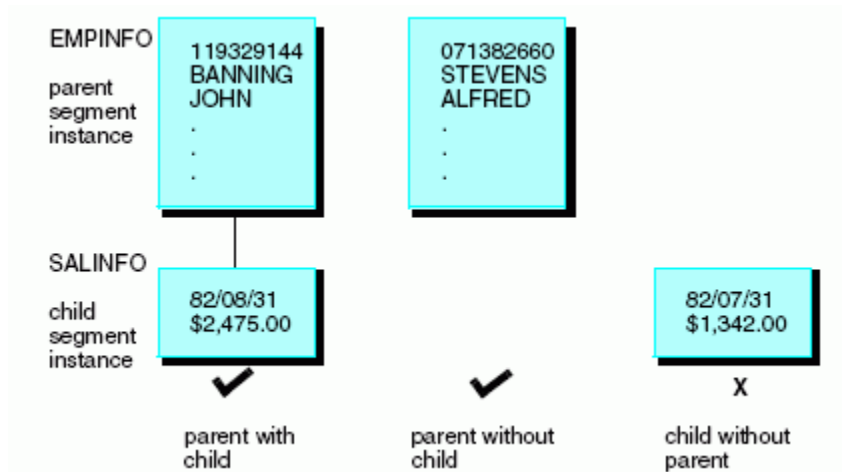 EMPINFO
parent
segment
instance
119329144
BANNING
JOHN
.
.
.
071382660
STEVENS
ALFRED
.
.
.
SALINFO
child
segment
instance
82/08/31
$2,475.00
82/07/31
$1,342.00
X
parent with
child
parent without
child
child without
parent